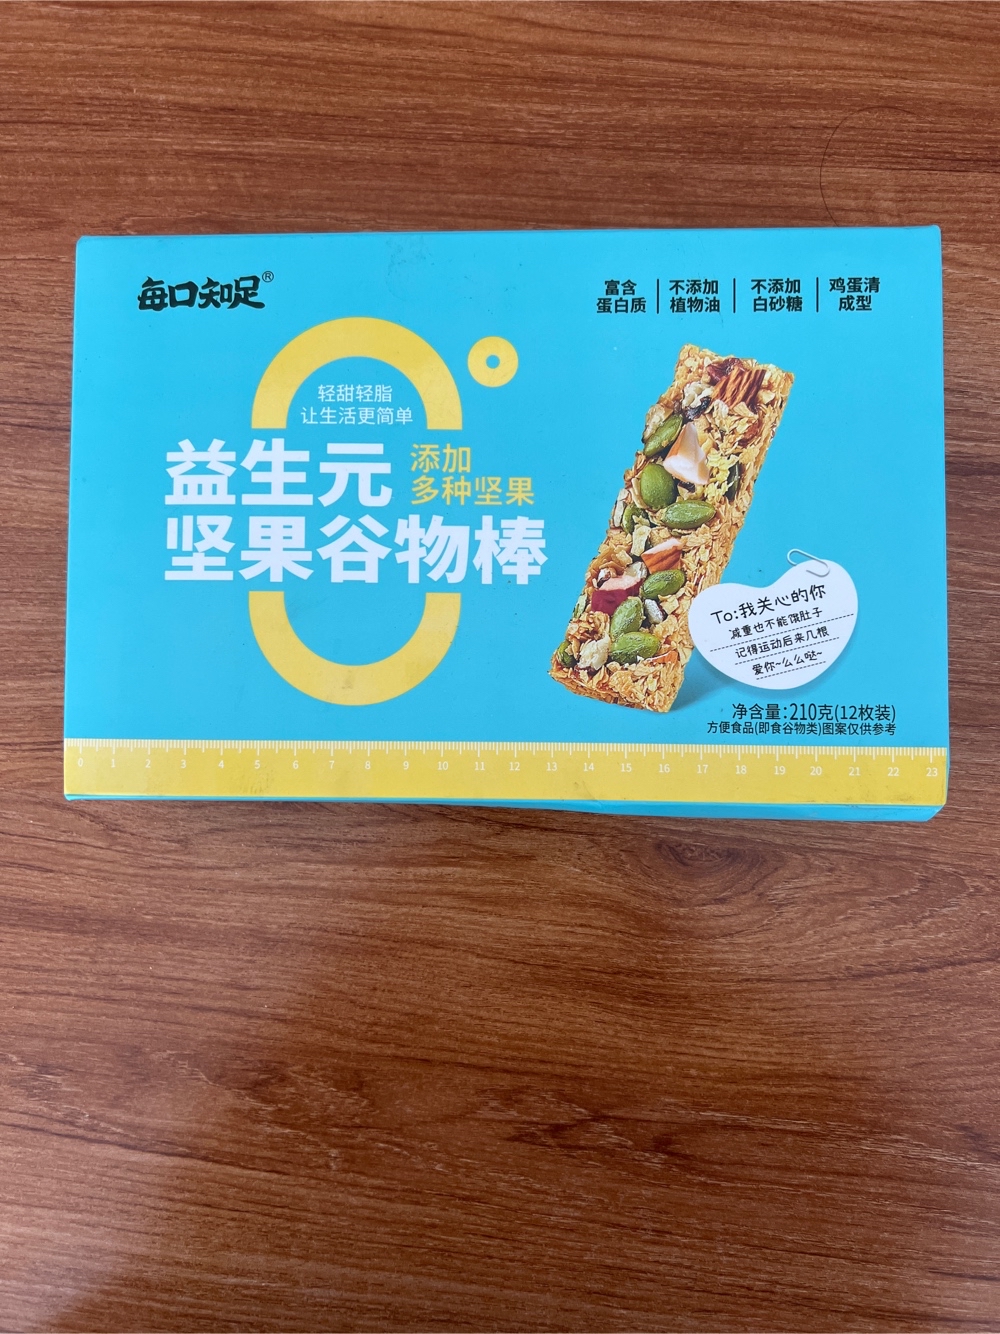 每口知足®
富含
蛋白质
不添加
植物油
不添加
白砂糖
鸡蛋清
成型
轻甜轻脂
让生活更简单
益生元
添加
多种坚果
坚果谷物棒
To:我关心的你
减重也不能饿肚子
记得运动后来几根
爱你~么么哒~
净含量:210克(12枚装)
方便食品(即食谷物类)图案仅供参考
0 1 2 3 4 5 6 7 8 9 10 11 12 13 14 15 16 17 18 19 20 21 22 23